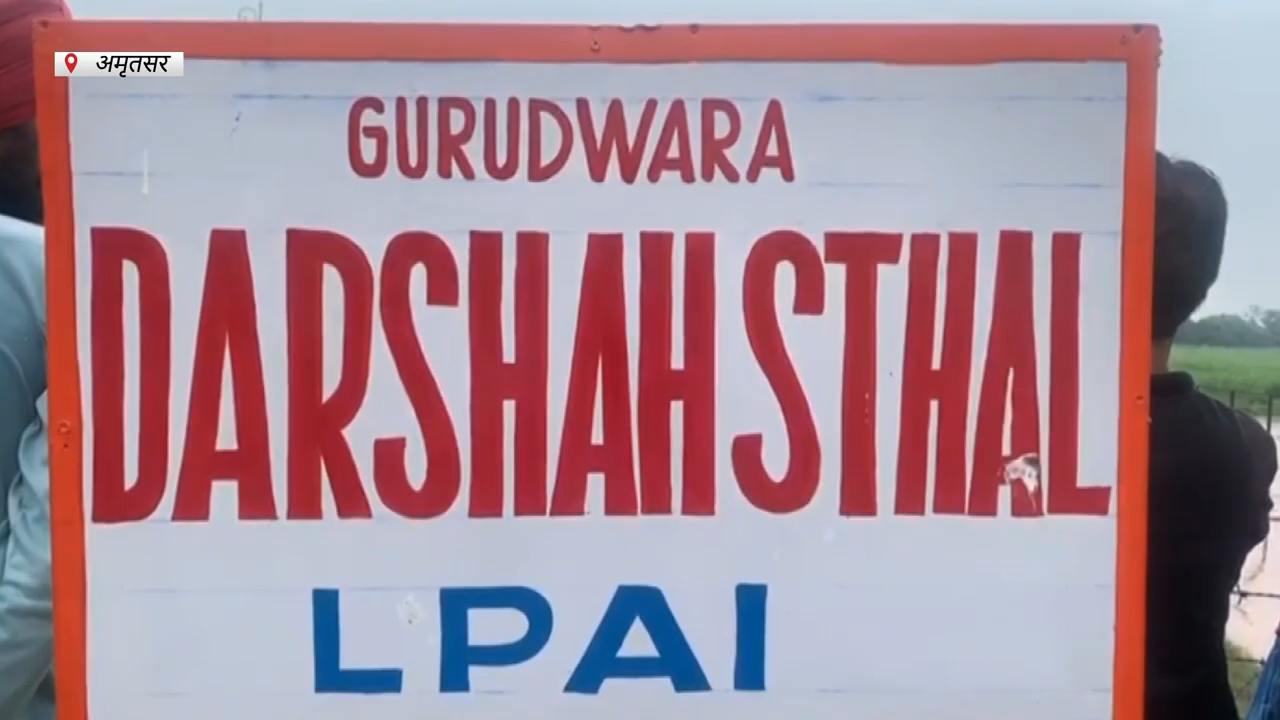 अमृतसर
GURUDWARA
DARSHAH STHAL
LPAI